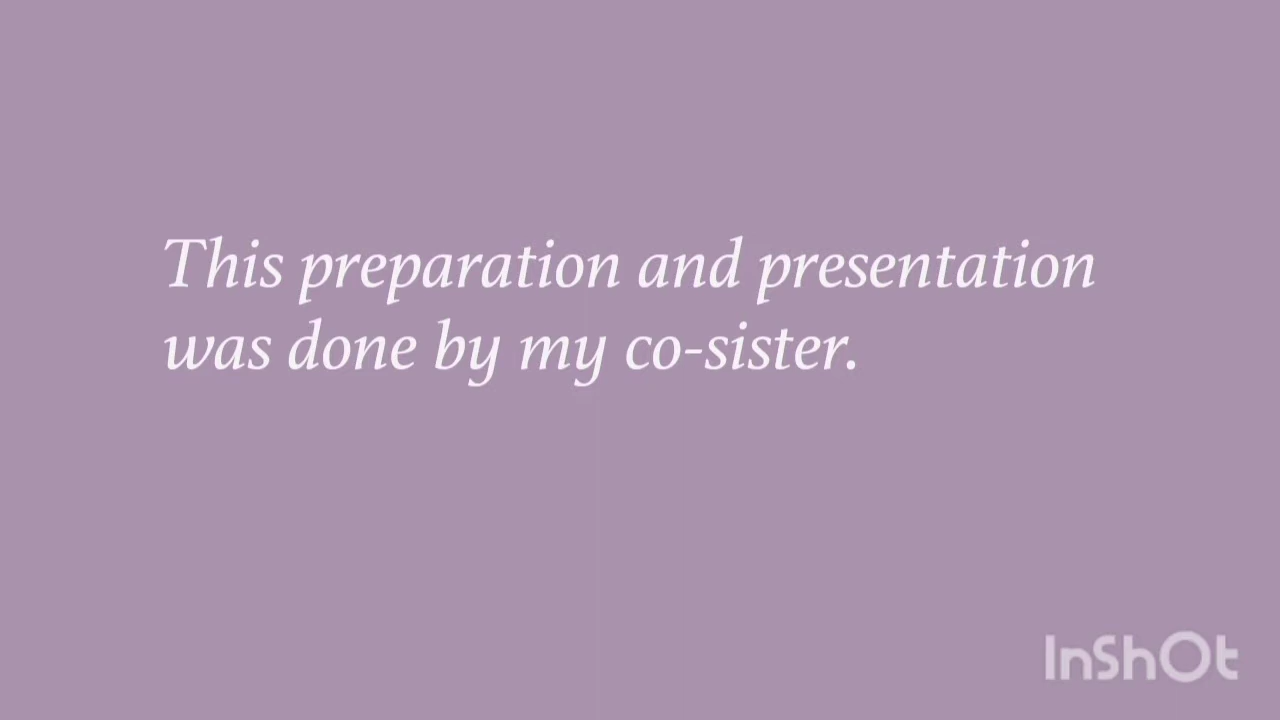 This preparation and presentation
was done by my co-sister.
InShOt